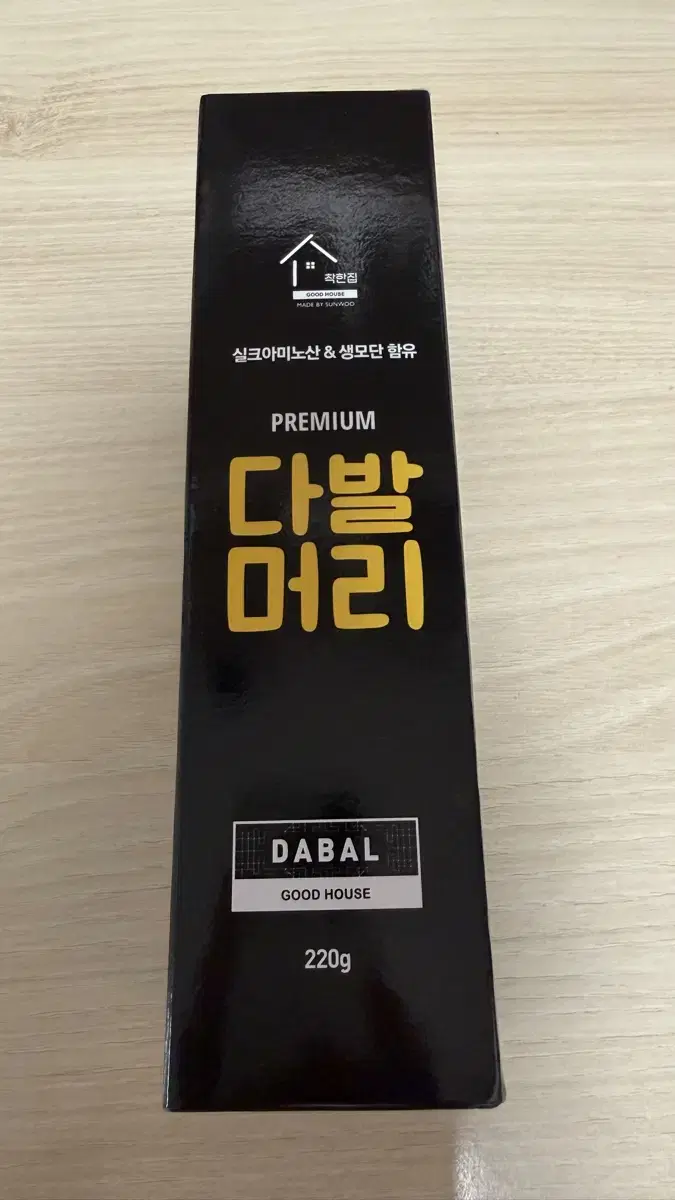 착한집
GOOD HOUSE
MADE BY SUNWOO
실크아미노산 & 생모단 함유
PREMIUM
다발
머리
DABAL
GOOD HOUSE
220g